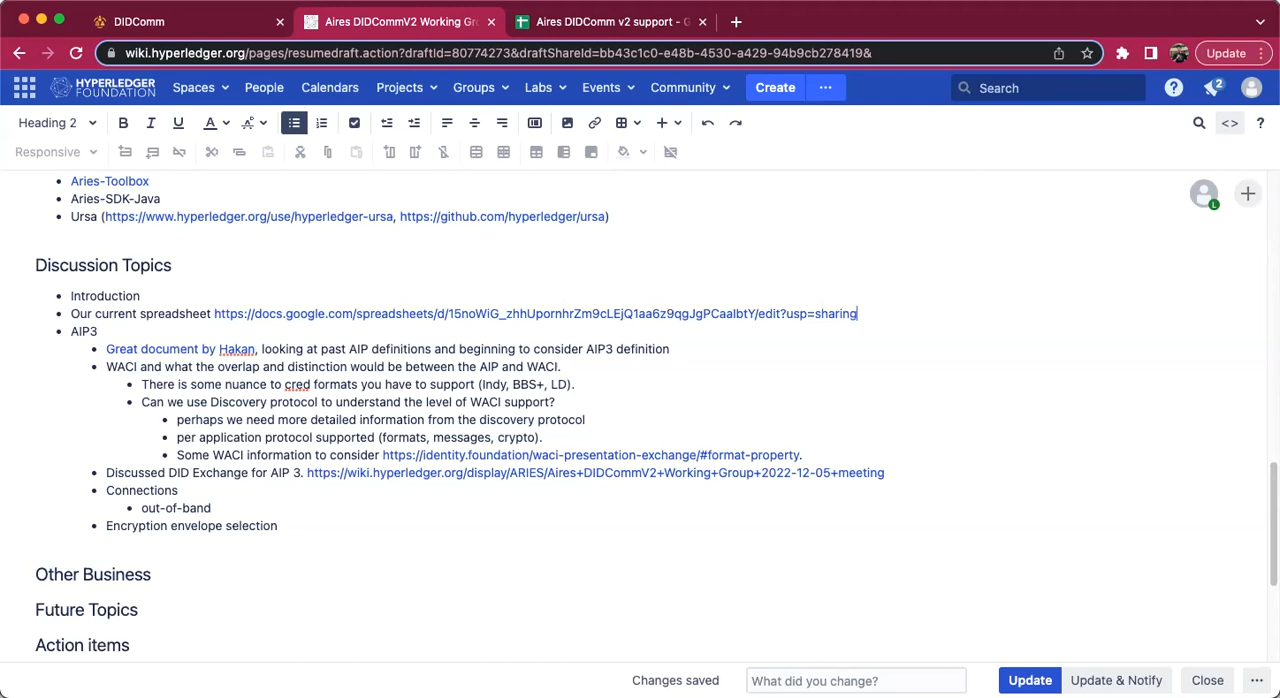 DIDComm
Aires DIDCommV2 Working Gro
Aires DIDComm v2 support - G
wiki.hyperledger.org/pages/resumedraft.action?draftId=80774273&draftShareId=bb43c1c0-e48b-4530-a429-94b9cb278419&
Update
HYPERLEDGER FOUNDATION
Spaces People Calendars Projects Groups Labs Events Community Create Search 2
Heading 2
Responsive
Aries-Toolbox
Aries-SDK-Java
Ursa (https://www.hyperledger.org/use/hyperledger-ursa, https://github.com/hyperledger/ursa)
L
Discussion Topics
Introduction
Our current spreadsheet https://docs.google.com/spreadsheets/d/15noWiG_zhhUpornhrZm9cLEjQ1aa6z9qgJgPCaaIbtY/edit?usp=sharing
AIP3
Great document by Hakan, looking at past AIP definitions and beginning to consider AIP3 definition
WACI and what the overlap and distinction would be between the AIP and WACI.
There is some nuance to cred formats you have to support (Indy, BBS+, LD).
Can we use Discovery protocol to understand the level of WACI support?
perhaps we need more detailed information from the discovery protocol
per application protocol supported (formats, messages, crypto).
Some WACI information to consider https://identity.foundation/waci-presentation-exchange/#format-property.
Discussed DID Exchange for AIP 3. https://wiki.hyperledger.org/display/ARIES/Aires+DIDCommV2+Working+Group+2022-12-05+meeting
Connections
out-of-band
Encryption envelope selection
Other Business
Future Topics
Action items
Changes saved What did you change? Update Update & Notify Close